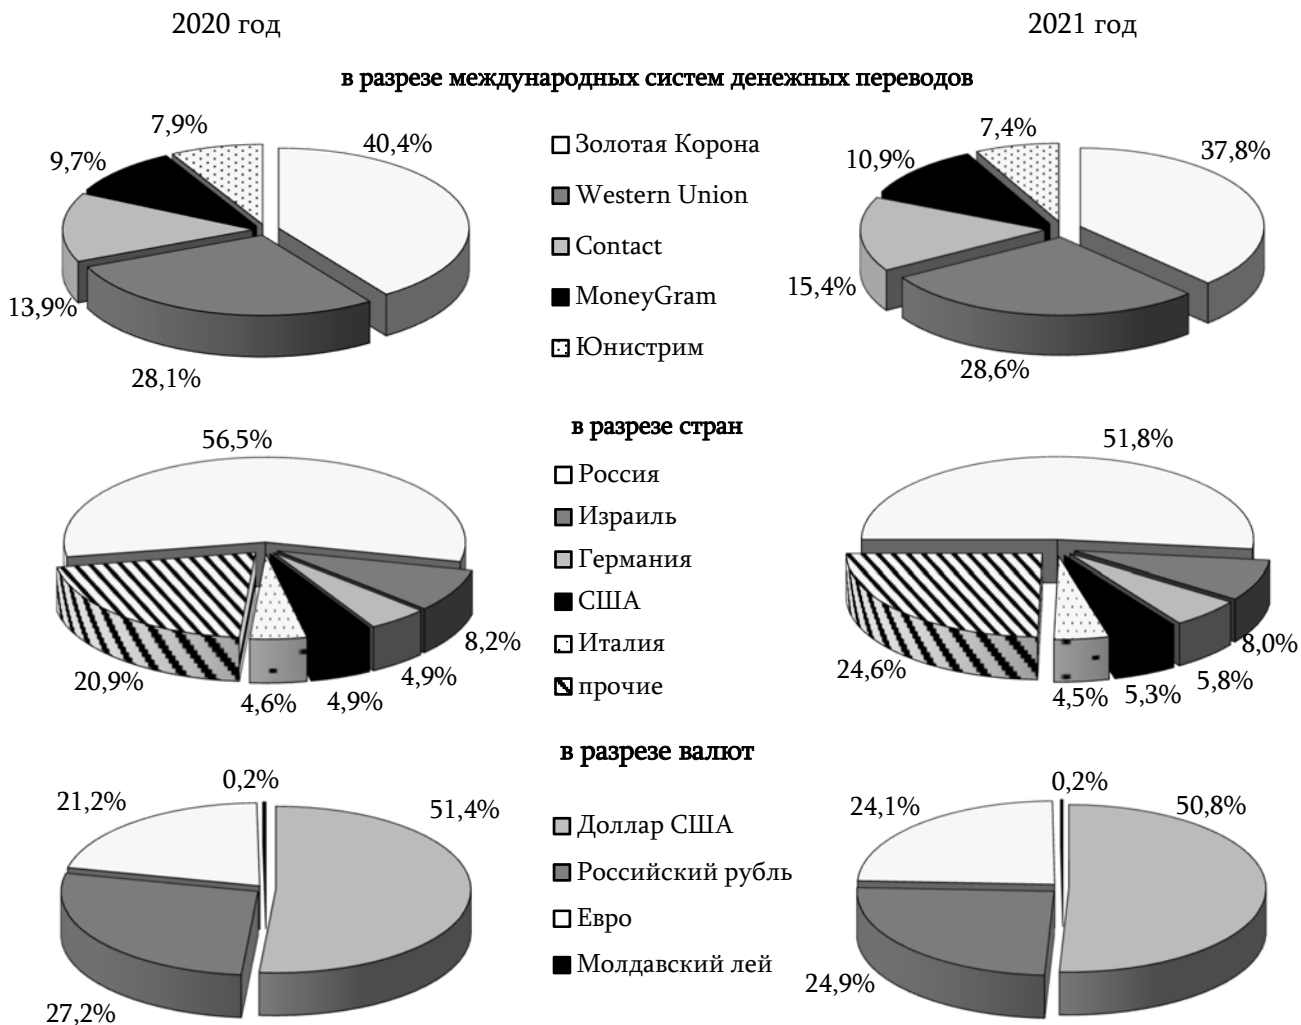 2020 год
2021 год
в разрезе международных систем денежных переводов
7,9%
40,4%
9,7%
13,9%
28,1%
Золотая Корона
Western Union
Contact
MoneyGram
Юнистрим
7,4%
37,8%
10,9%
15,4%
28,6%
в разрезе стран
56,5%
8,2%
4,9%
4,9%
4,6%
20,9%
Россия
Израиль
Германия
США
Италия
прочие
51,8%
8,0%
5,8%
5,3%
4,5%
24,6%
в разрезе валют
0,2%
21,2%
51,4%
27,2%
Доллар США
Российский рубль
Евро
Молдавский лей
0,2%
24,1%
50,8%
24,9%